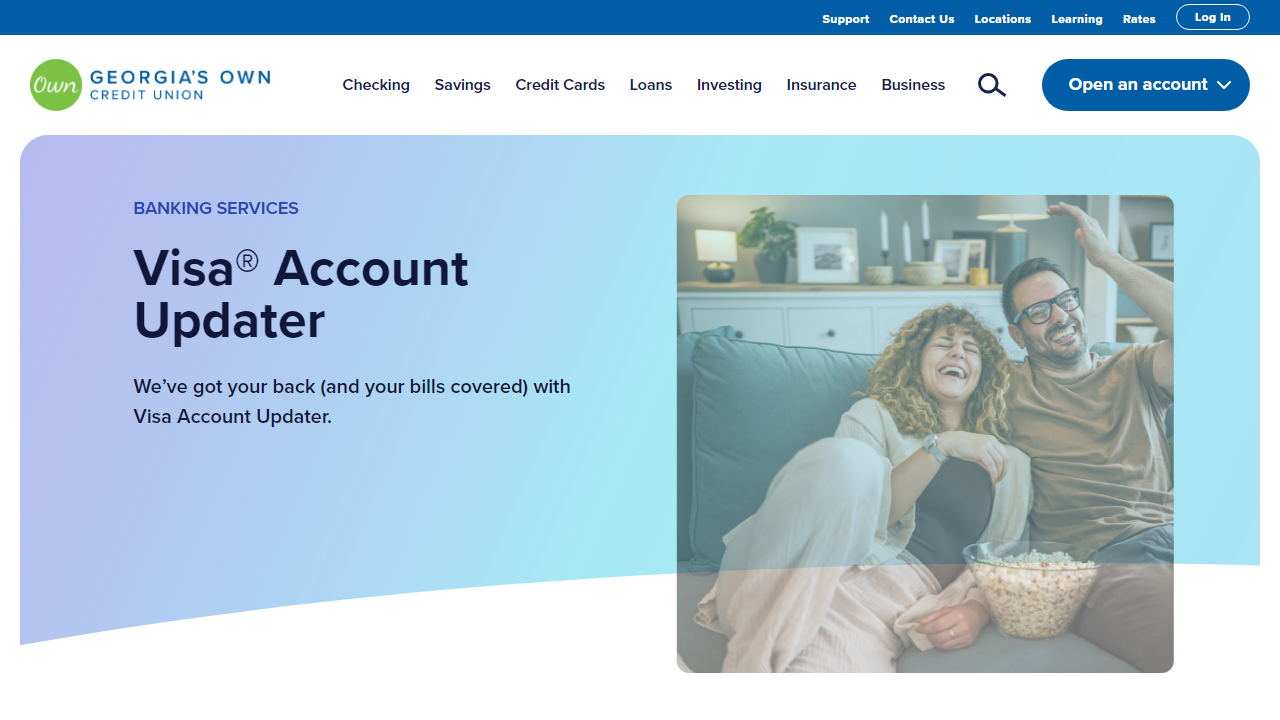 Support Contact Us Locations Learning Rates Log In
Own GEORGIA'S OWN
CREDIT UNION
Checking Savings Credit Cards Loans Investing Insurance Business Open an account
BANKING SERVICES
Visa® Account
Updater
We’ve got your back (and your bills covered) with
Visa Account Updater.